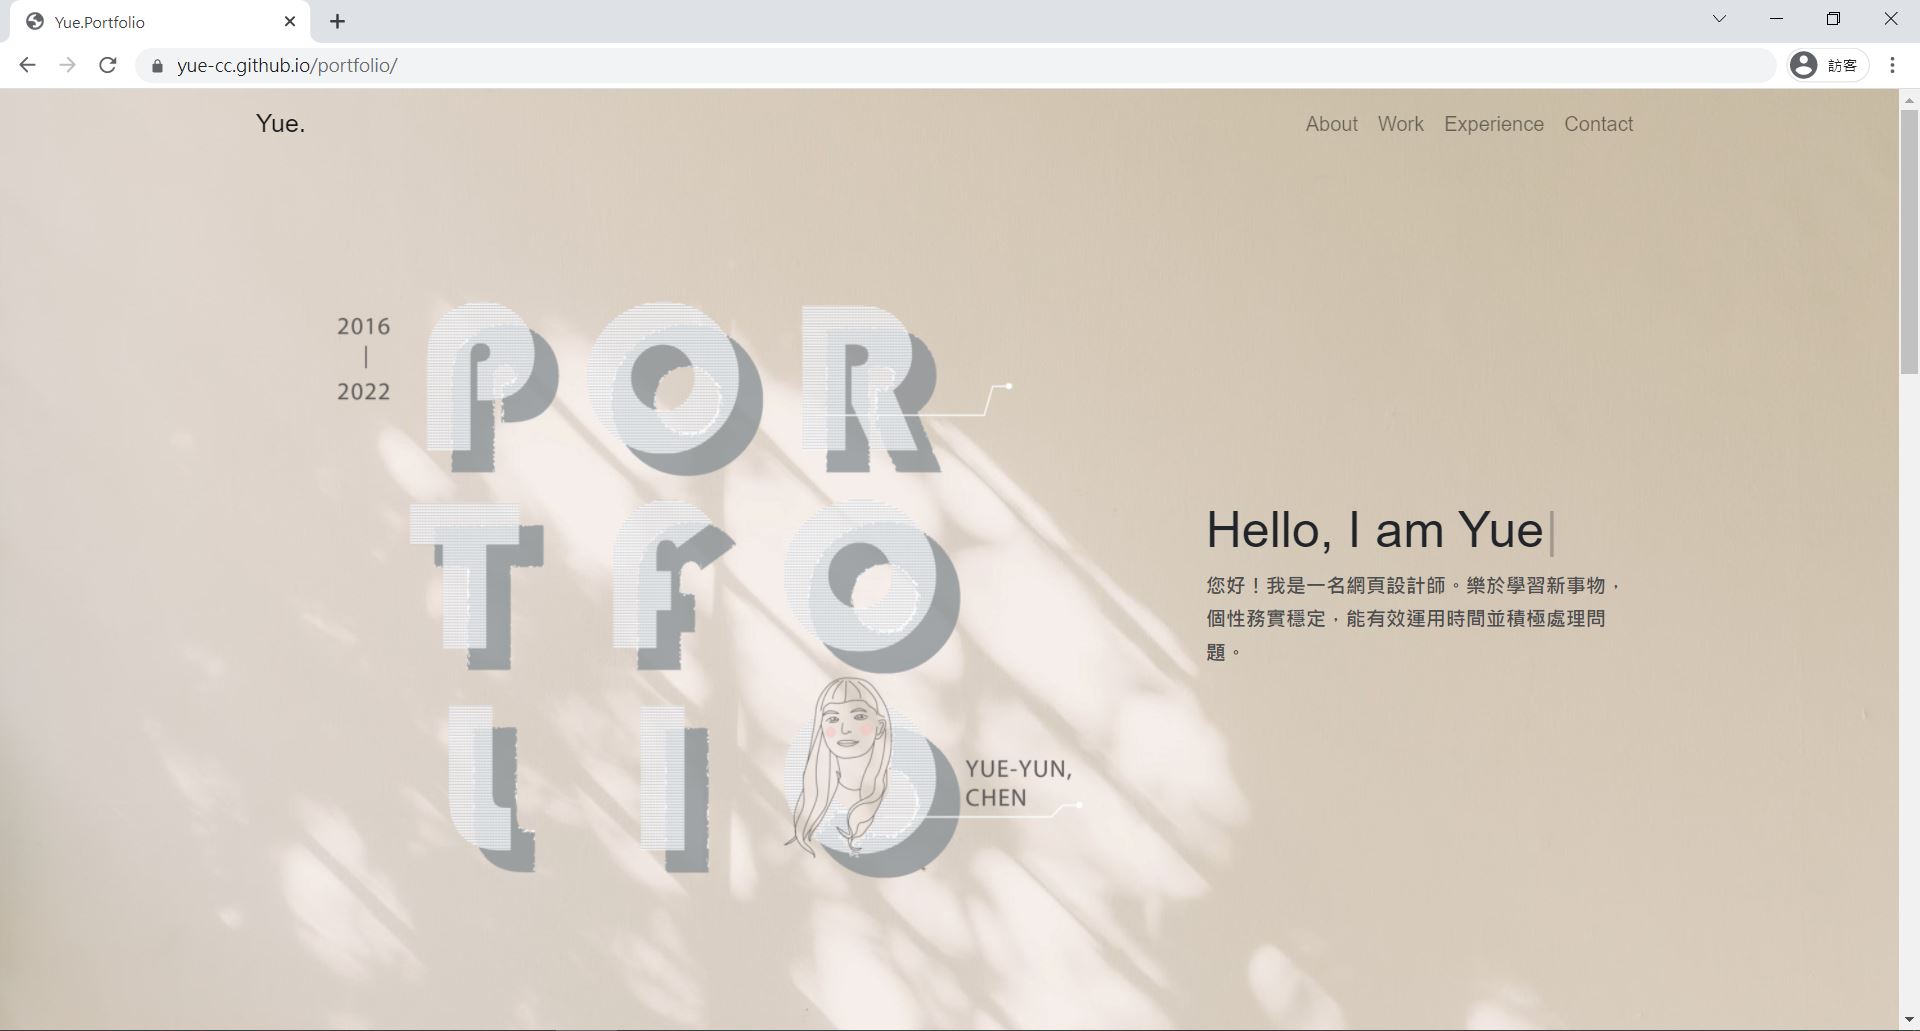 Yue.Portfolio
yue-cc.github.io/portfolio/
訪客
Yue.
About Work Experience Contact
2016
|
2022
POR
TfO
LIO
YUE-YUN,
CHEN
Hello, I am Yue|
您好！我是一名網頁設計師。樂於學習新事物，
個性務實穩定，能有效運用時間並積極處理問
題。